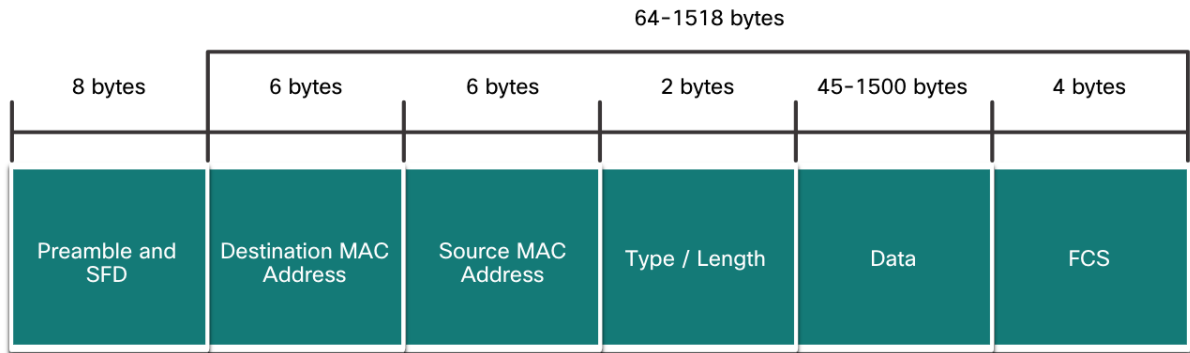 64-1518 bytes
8 bytes
6 bytes
6 bytes
2 bytes
45-1500 bytes
4 bytes
Preamble and
SFD
Destination MAC
Address
Source MAC
Address
Type / Length
Data
FCS